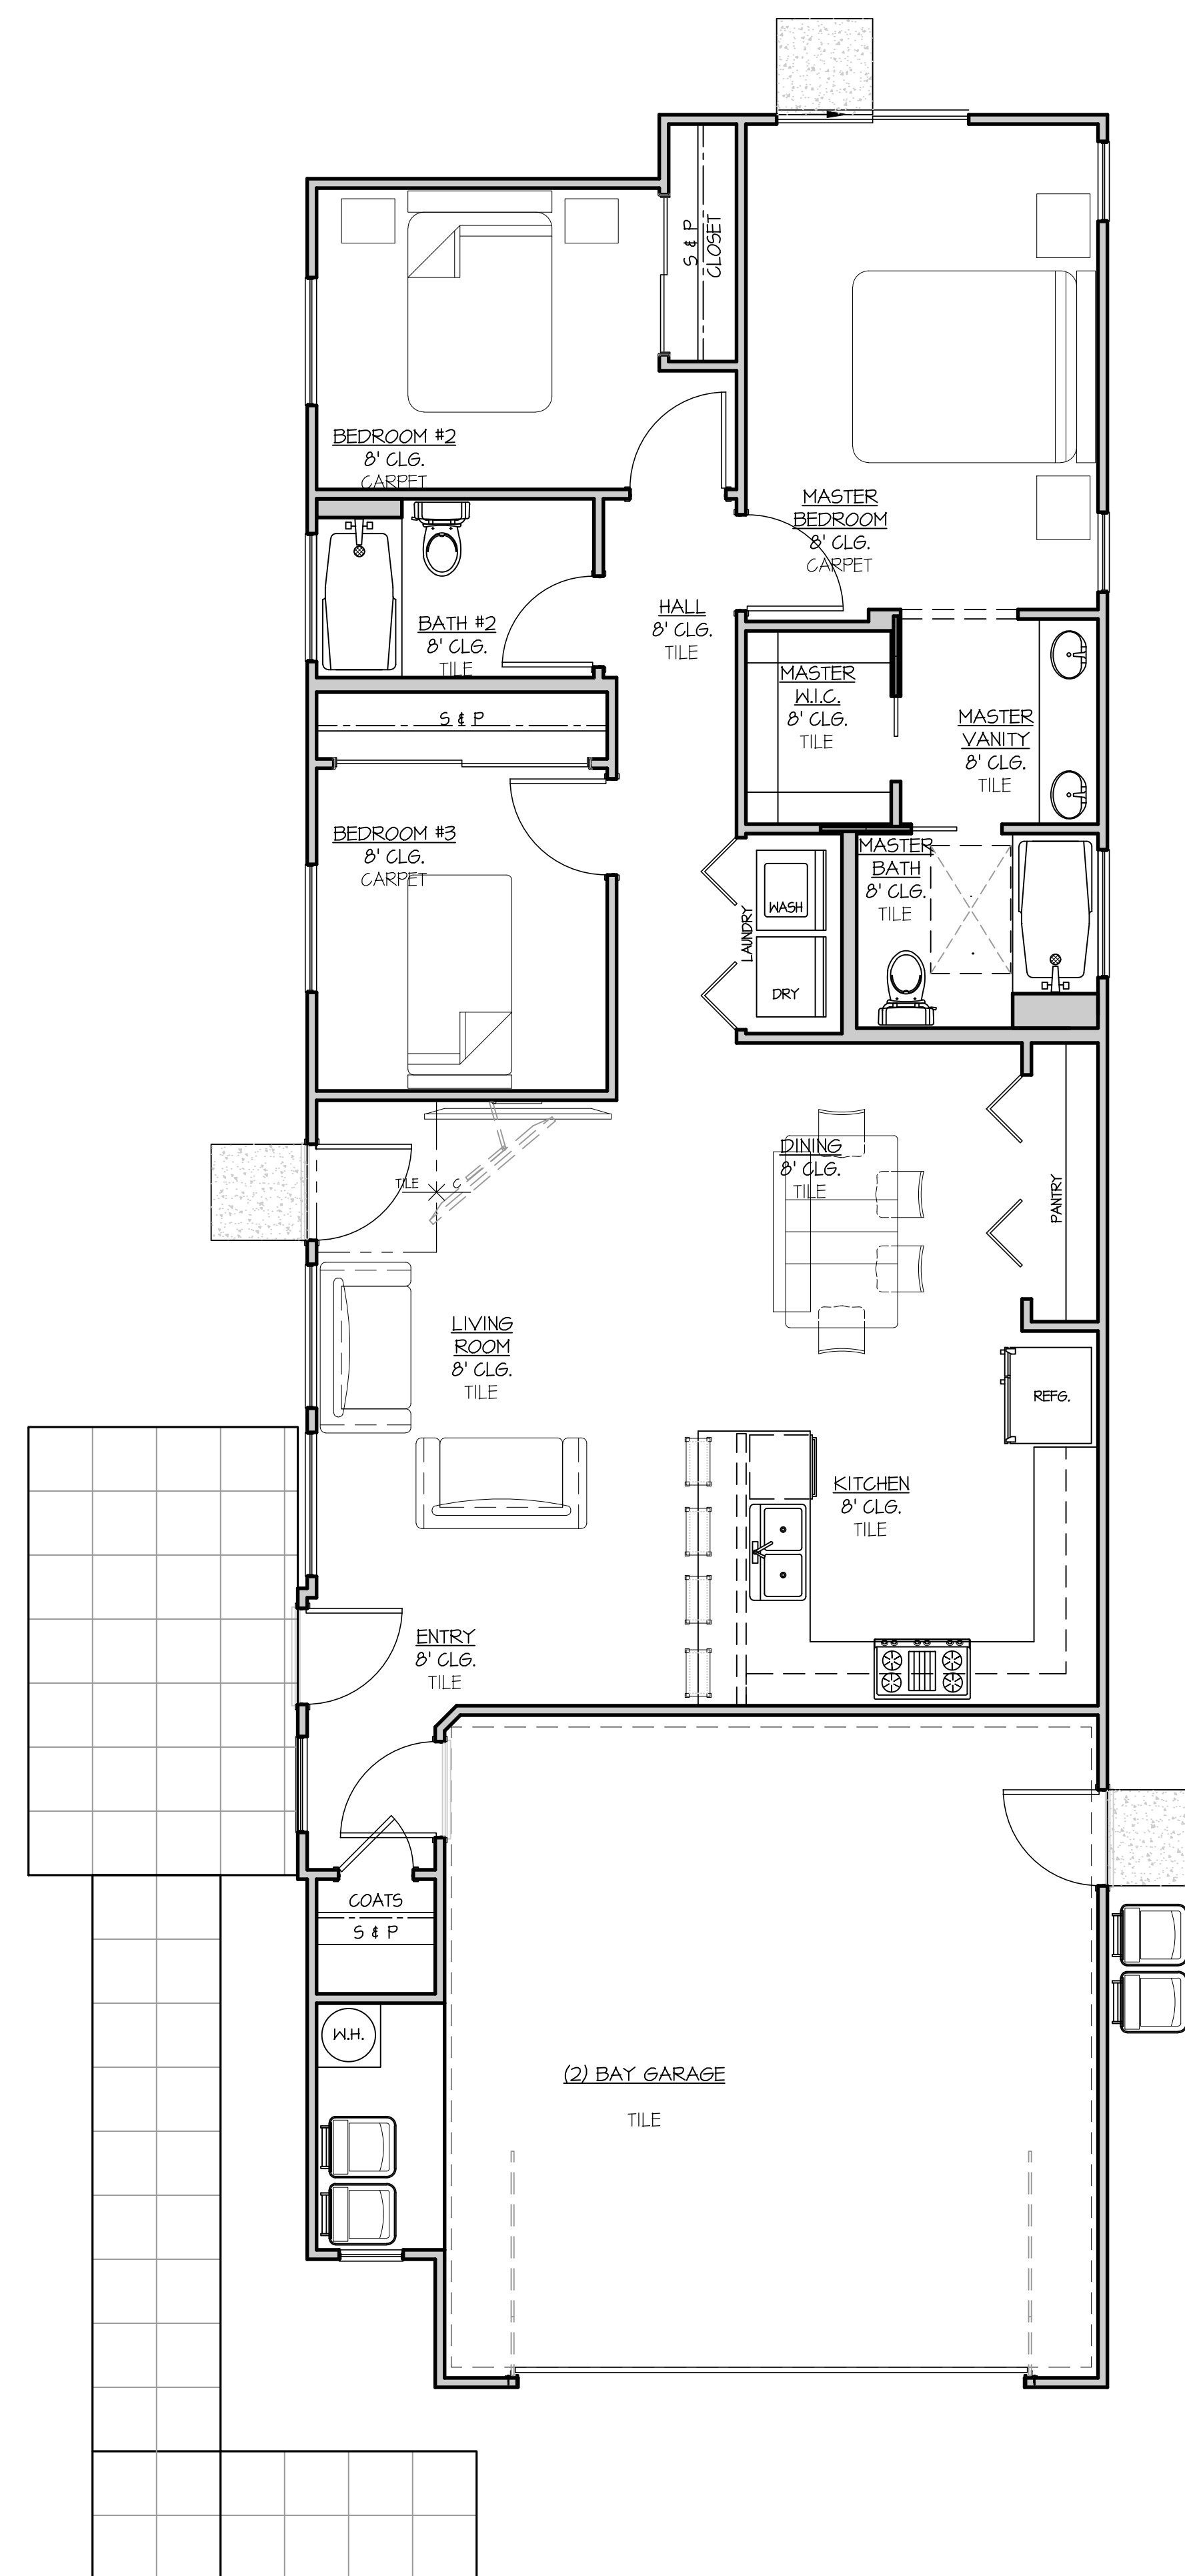 S & P
CLOSET
BEDROOM #2
8' CLG.
CARPET
MASTER
BEDROOM
8' CLG.
CARPET
BATH #2
8' CLG.
TILE
HALL
8' CLG.
TILE
MASTER
W.I.C.
8' CLG.
TILE
MASTER
VANITY
8' CLG.
TILE
S & P
BEDROOM #3
8' CLG.
CARPET
MASTER
BATH
8' CLG.
TILE
LAUNDRY
WASH
DRY
DINING
8' CLG.
TILE
PANTRY
TILE C
LIVING
ROOM
8' CLG.
TILE
REFG.
KITCHEN
8' CLG.
TILE
ENTRY
8' CLG.
TILE
COATS
S & P
W.H.
(2) BAY GARAGE
TILE